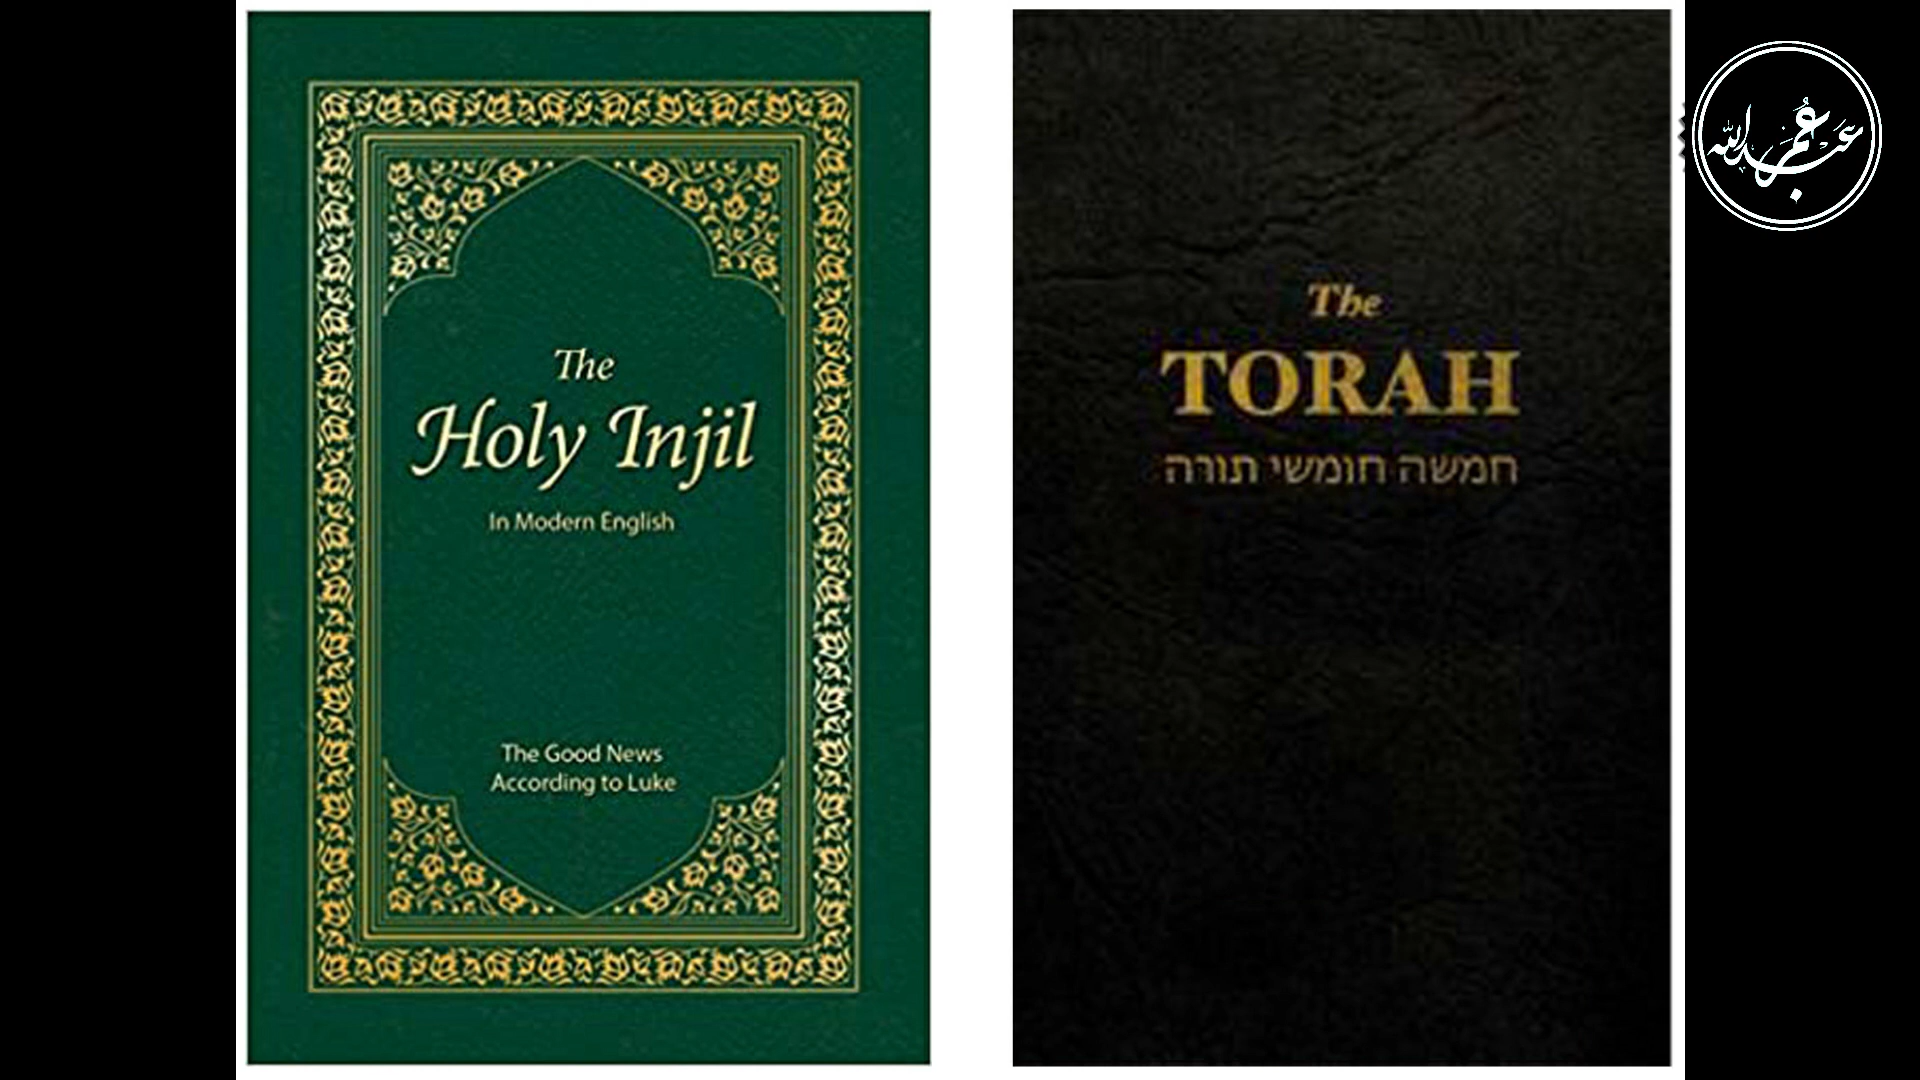 The
Holy Injil
In Modern English
The Good News
According to Luke
The
TORAH
חמשה חומשי תורה